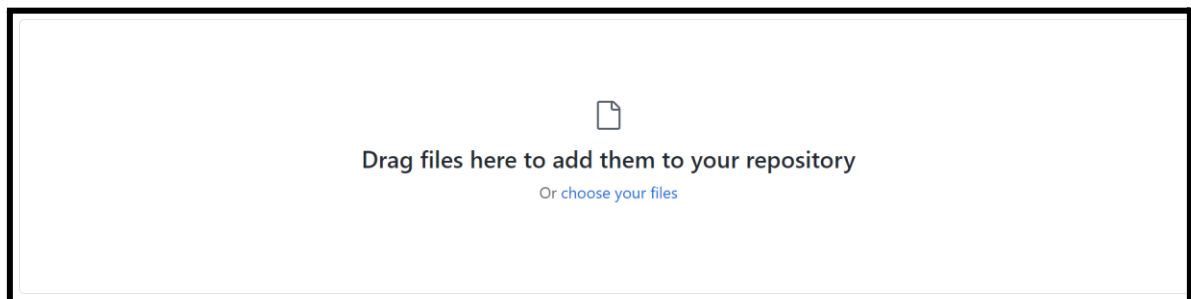 Drag files here to add them to your repository
Or choose your files